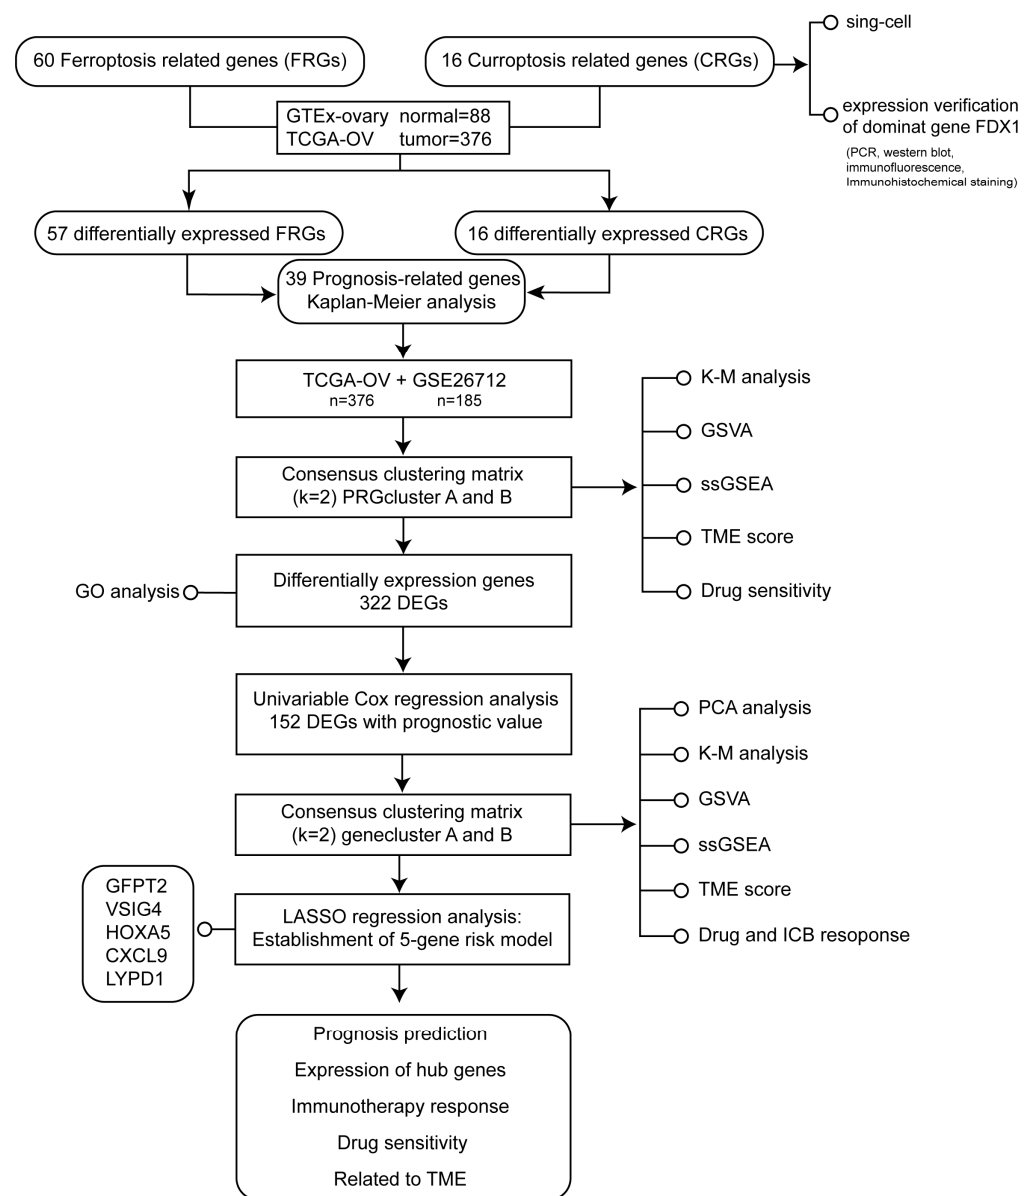 sing-cell
60 Ferroptosis related genes (FRGs)
16 Curroptosis related genes (CRGs)
expression verification
of dominat gene FDX1
(PCR, western blot,
immunofluorescence,
Immunohistochemical staining)
GTEx-ovary normal=88
TCGA-OV tumor=376
57 differentially expressed FRGs
16 differentially expressed CRGs
39 Prognosis-related genes
Kaplan-Meier analysis
TCGA-OV + GSE26712
n=376 n=185
K-M analysis
GSVA
ssGSEA
TME score
Drug sensitivity
Consensus clustering matrix
(k=2) PRGcluster A and B
GO analysis
Differentially expression genes
322 DEGs
Univariable Cox regression analysis
152 DEGs with prognostic value
PCA analysis
K-M analysis
GSVA
ssGSEA
TME score
Drug and ICB resoponse
Consensus clustering matrix
(k=2) genecluster A and B
GFPT2
VSIG4
HOXA5
CXCL9
LYPD1
LASSO regression analysis:
Establishment of 5-gene risk model
Prognosis prediction
Expression of hub genes
Immunotherapy response
Drug sensitivity
Related to TME